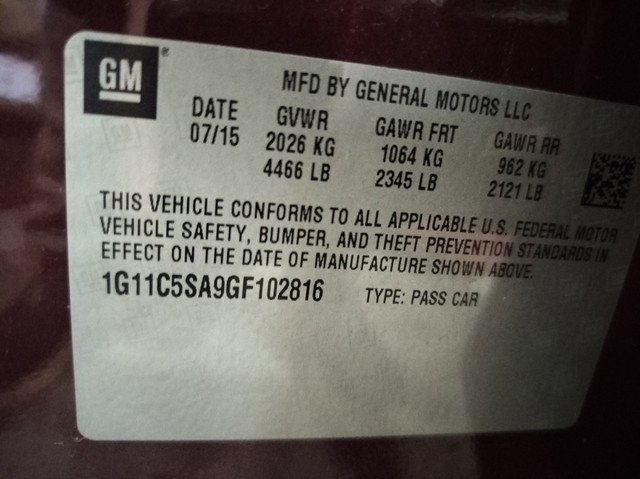 GM
MFD BY GENERAL MOTORS LLC
DATE GVWR GAWR FRT GAWR RR
07/15 2026 KG 1064 KG 962 KG
4466 LB 2345 LB 2121 LB
THIS VEHICLE CONFORMS TO ALL APPLICABLE U.S. FEDERAL MOTOR
VEHICLE SAFETY, BUMPER, AND THEFT PREVENTION STANDARDS IN
EFFECT ON THE DATE OF MANUFACTURE SHOWN ABOVE.
1G11C5SA9GF102816 TYPE: PASS CAR